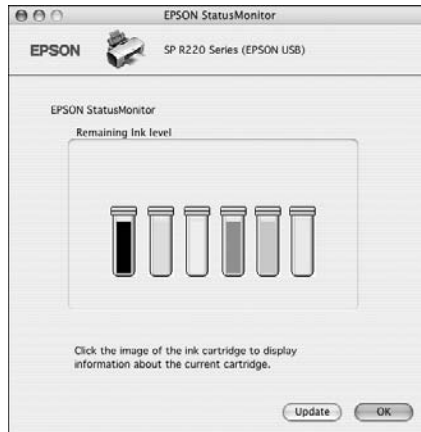 EPSON StatusMonitor
EPSON SP R220 Series (EPSON USB)
EPSON StatusMonitor
Remaining Ink level
Click the image of the ink cartridge to display
information about the current cartridge.
Update OK